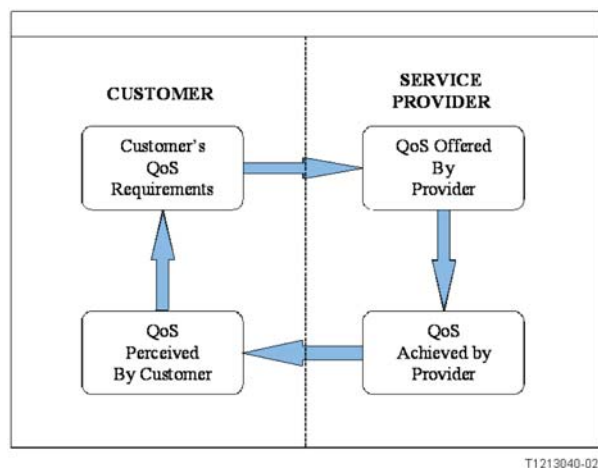 CUSTOMER
SERVICE
PROVIDER
Customer's
QoS
Requirements
QoS Offered
By
Provider
QoS
Perceived
By Customer
QoS
Achieved by
Provider
T1213040-02